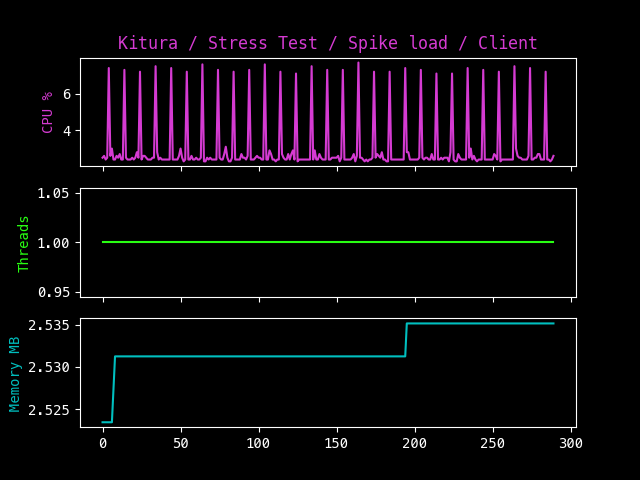 Kitura / Stress Test / Spike load / Client
CPU %
6
4
Threads
1.05
1.00
0.95
Memory MB
2.535
2.530
2.525
0 50 100 150 200 250 300